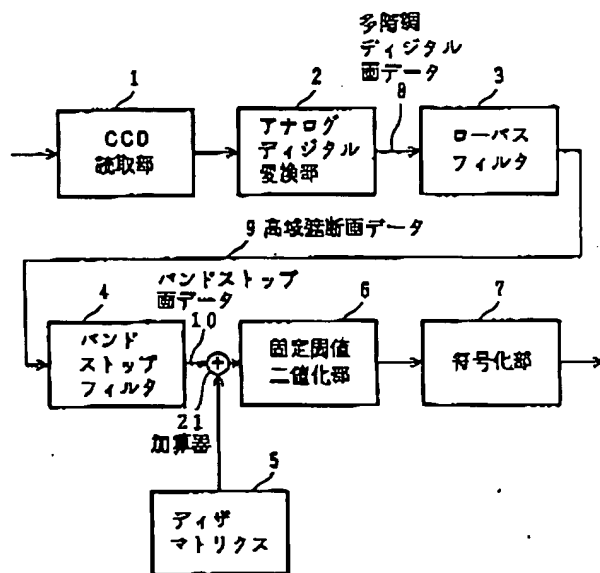 多階調
ディジタル
画データ
8
1
CCD
読取部
2
アナログ
ディジタル
変換部
3
ローパス
フィルタ
9 高域遮断画データ
4
バンド
ストップ
フィルタ
バンドストップ
画データ
10
21
加算器
6
固定閾値
二値化部
7
符号化部
5
ディザ
マトリクス